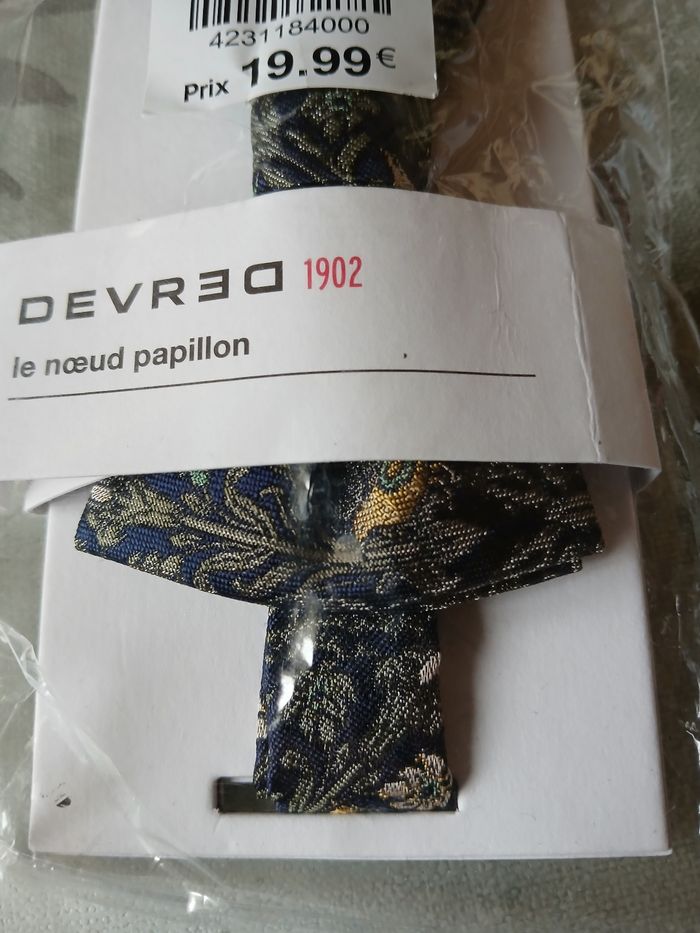 4231184000
Prix 19.99€
DEVRED 1902
le nœud papillon